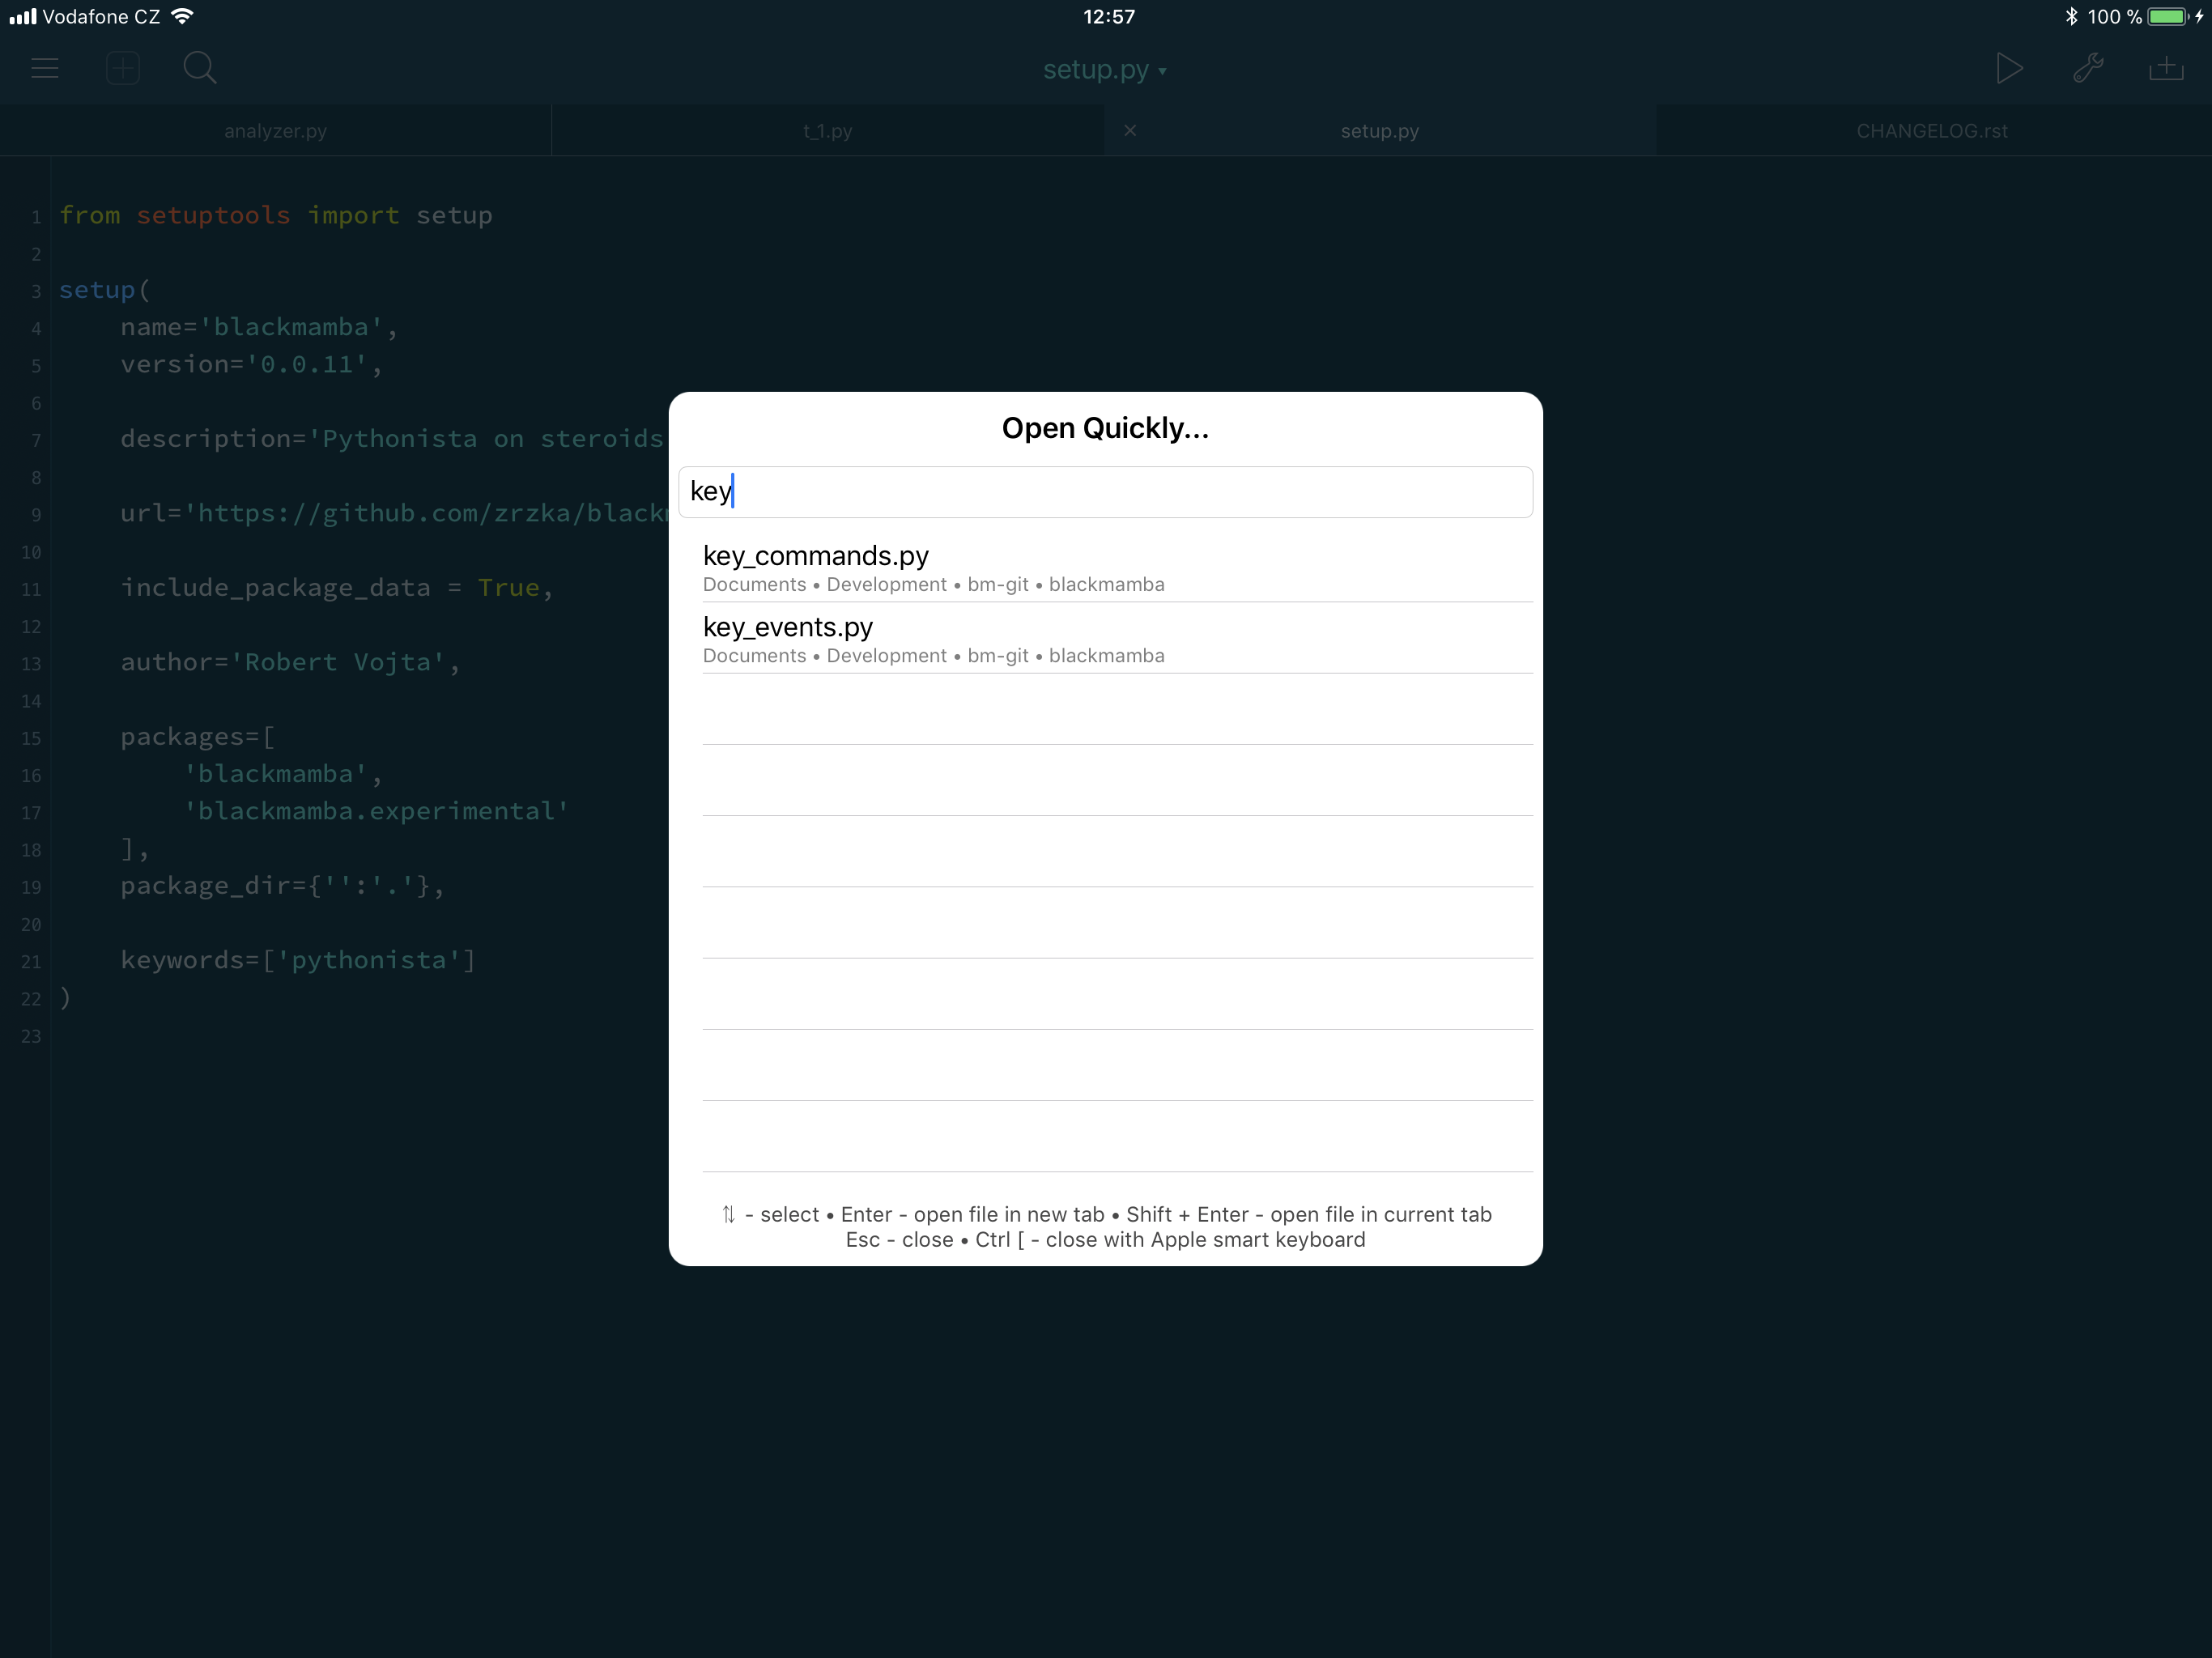 Vodafone CZ
12:57
100 %
setup.py ▾
analyzer.py
t_1.py
× setup.py
CHANGELOG.rst
1 from setuptools import setup
2
3 setup(
4 name='blackmamba',
5 version='0.0.11',
6
7 description='Pythonista on steroids
8
9 url='https://github.com/zrzka/black
10
11 include_package_data = True,
12
13 author='Robert Vojta',
14
15 packages=[
16 'blackmamba',
17 'blackmamba.experimental'
18 ],
19 package_dir={'':'.'},
20
21 keywords=['pythonista']
22 )
23
Open Quickly...
key
key_commands.py
Documents • Development • bm-git • blackmamba
key_events.py
Documents • Development • bm-git • blackmamba
⇅ - select • Enter - open file in new tab • Shift + Enter - open file in current tab
Esc - close • Ctrl [ - close with Apple smart keyboard